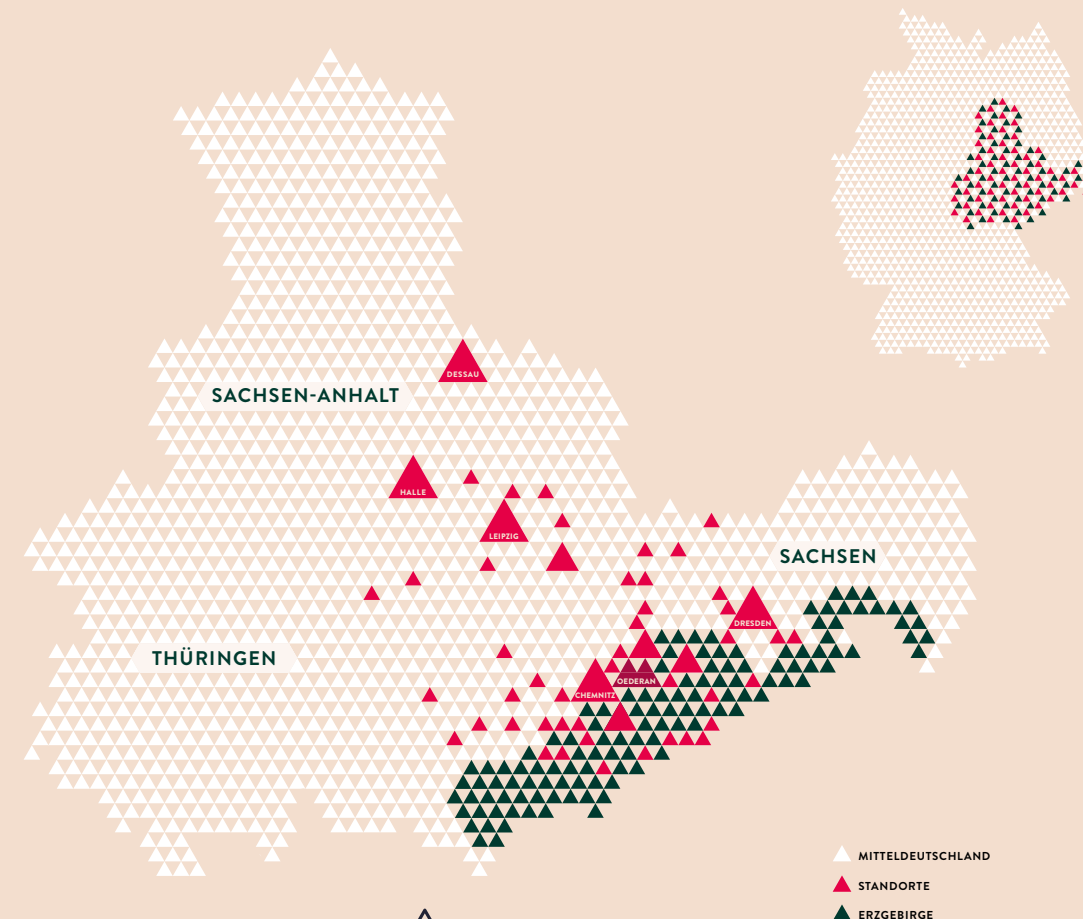 DESSAU
SACHSEN-ANHALT
HALLE
LEIPZIG
SACHSEN
DRESDEN
THÜRINGEN
OEDERAN
CHEMNITZ
MITTELDEUTSCHLAND
STANDORTE
ERZGEBIRGE